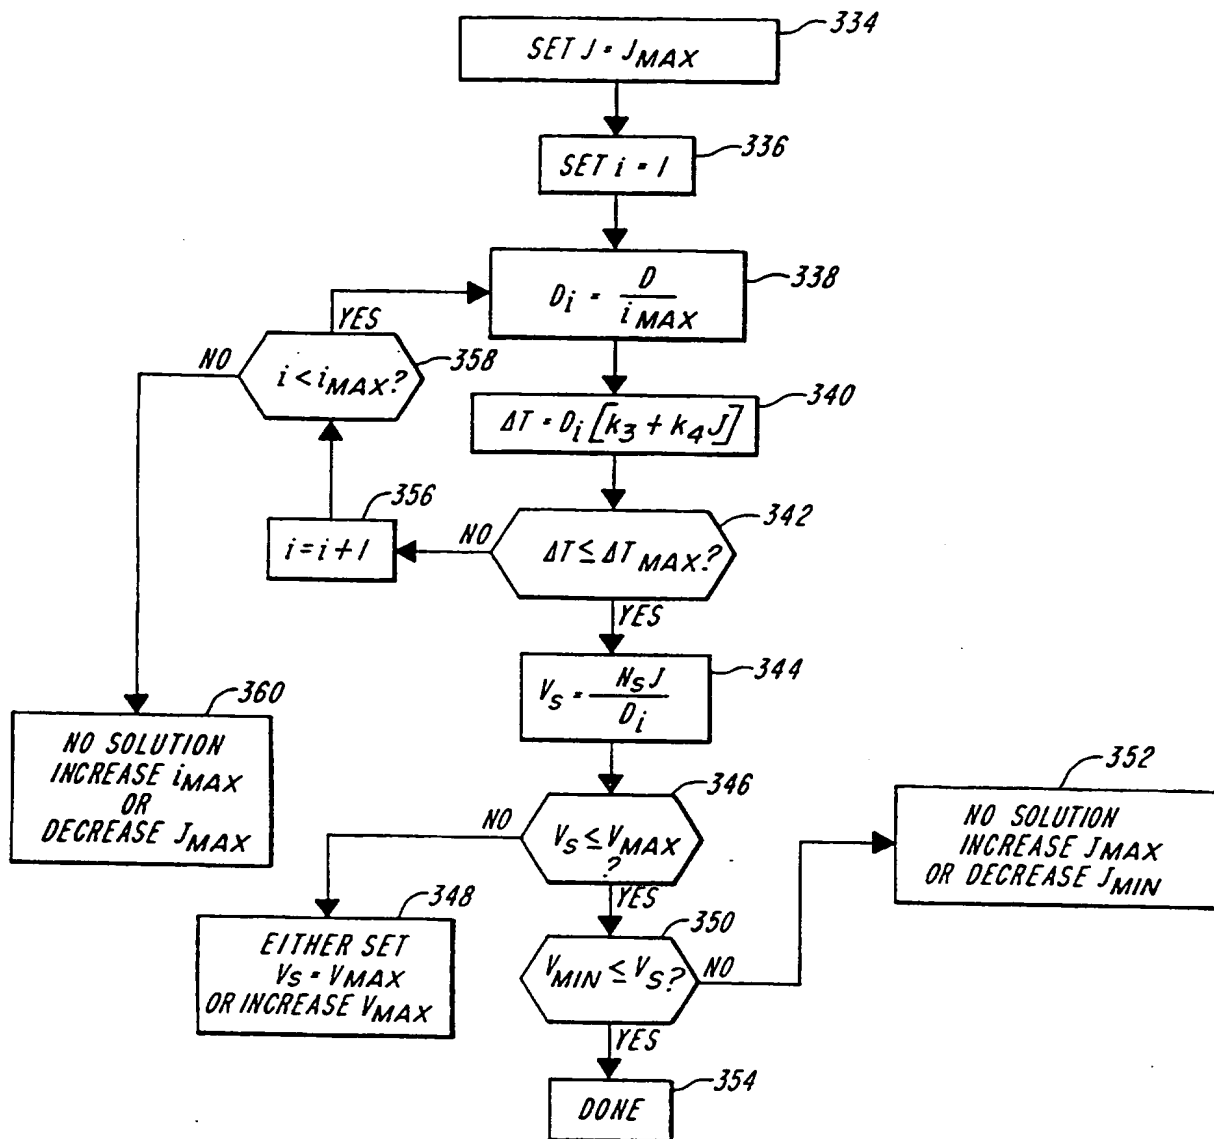 334
SET J = JMAX
336
SET i = 1
338
Di = D / iMAX
YES
358
NO
i < iMAX?
340
ΔT = Di [k3 + k4 J]
356
i = i + 1
NO
342
ΔT ≤ ΔT MAX?
YES
344
Vs = NsJ / Di
360
NO SOLUTION
INCREASE iMAX
OR
DECREASE JMAX
346
NO
Vs ≤ VMAX
?
YES
352
NO SOLUTION
INCREASE JMAX
OR DECREASE JMIN
348
EITHER SET
Vs = VMAX
OR INCREASE VMAX
350
VMIN ≤ Vs?
NO
YES
354
DONE